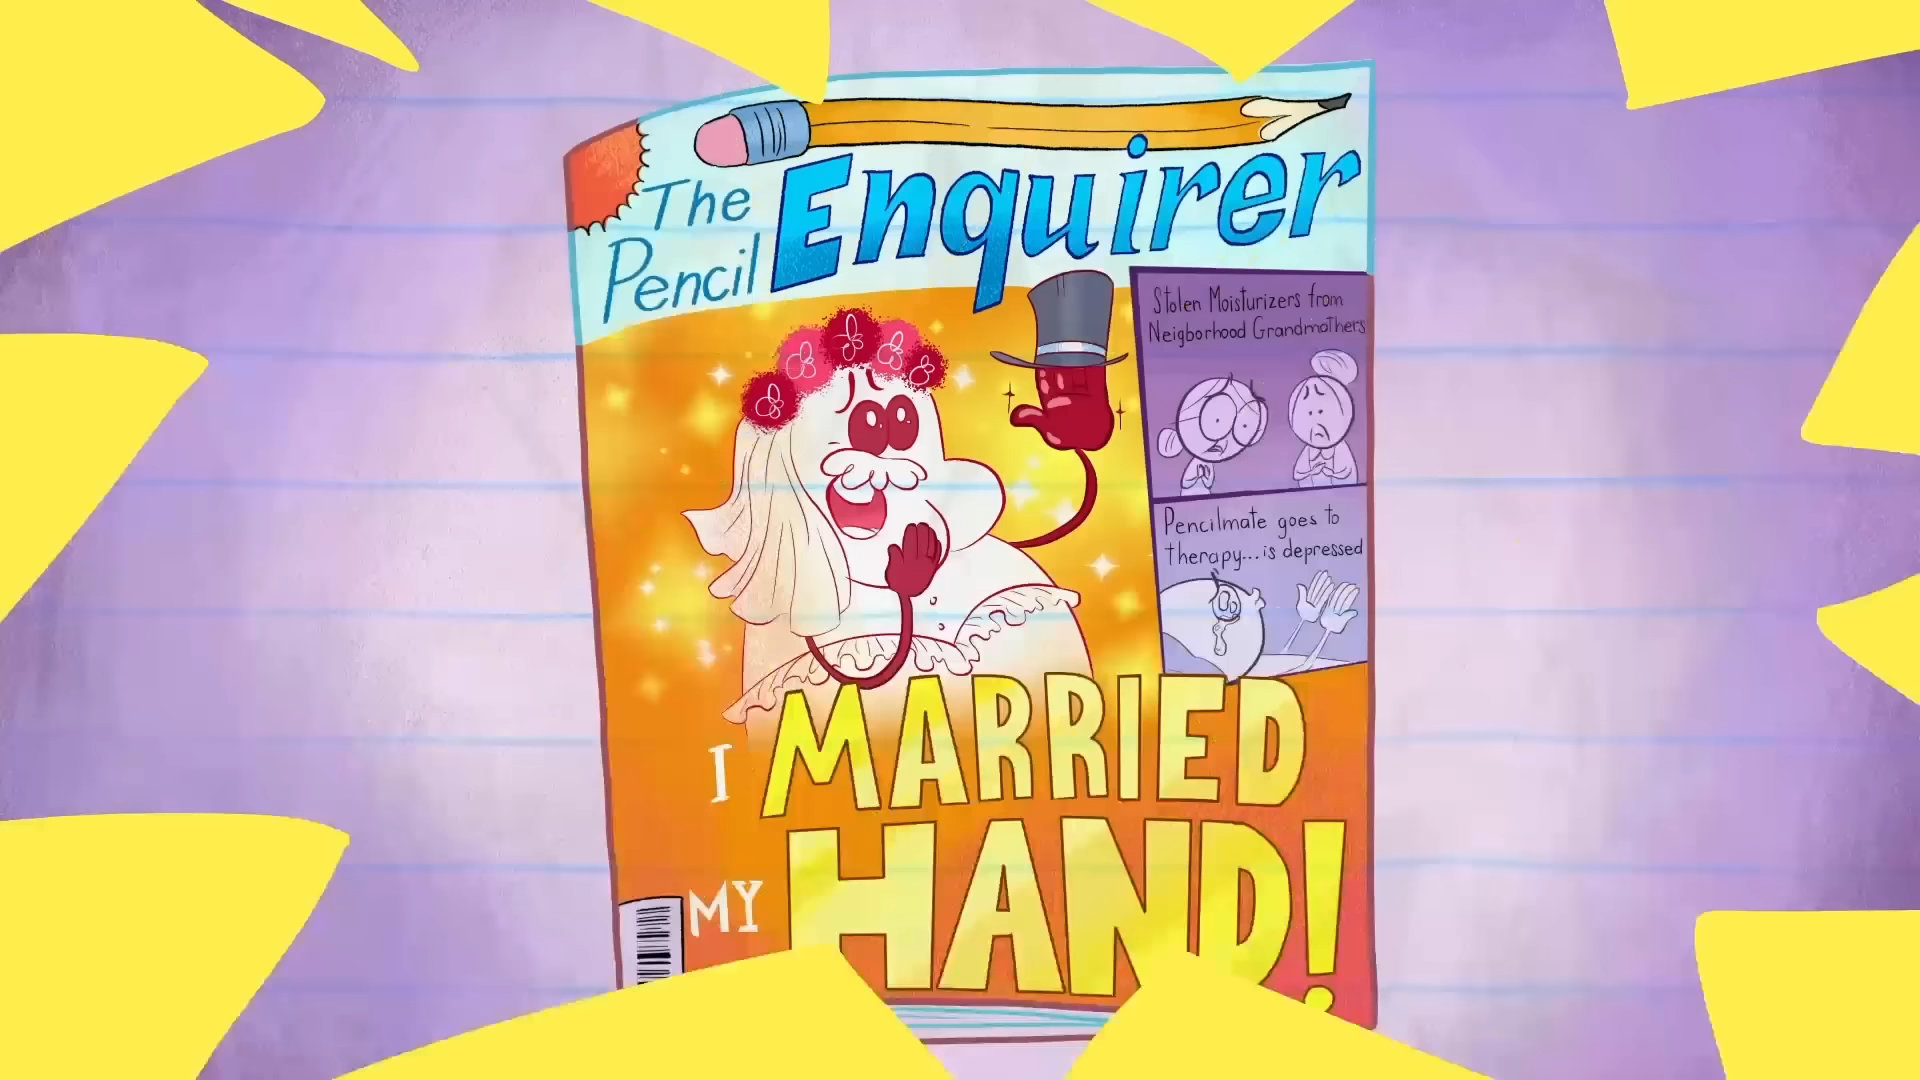 The
Pencil
Enquirer
Stolen Moisturizers from
Neigborhood Grandmothers
Pencilmate goes to
therapy...is depressed
I MARRIED
MY HAND!